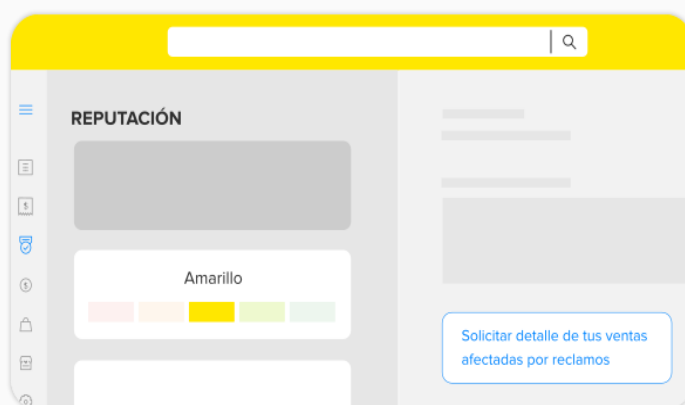 REPUTACIÓN
Amarillo
Solicitar detalle de tus ventas
afectadas por reclamos